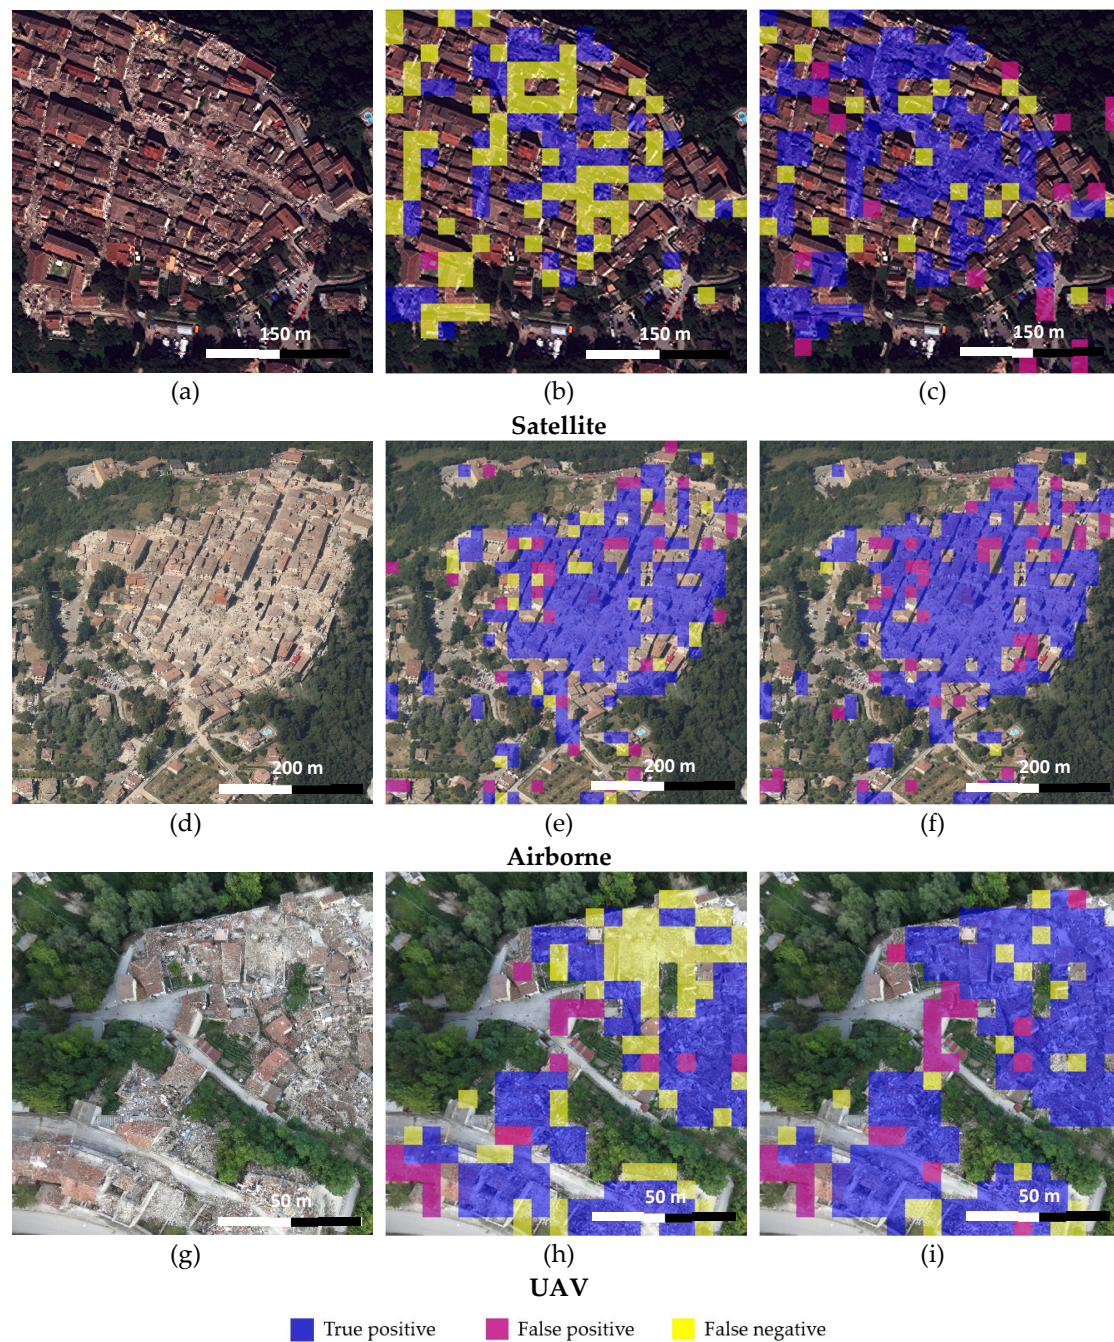 150 m
150 m
150 m
(a)
(b)
(c)
Satellite
200 m
200 m
200 m
(d)
(e)
(f)
Airborne
50 m
50 m
50 m
(g)
(h)
(i)
UAV
True positive
False positive
False negative